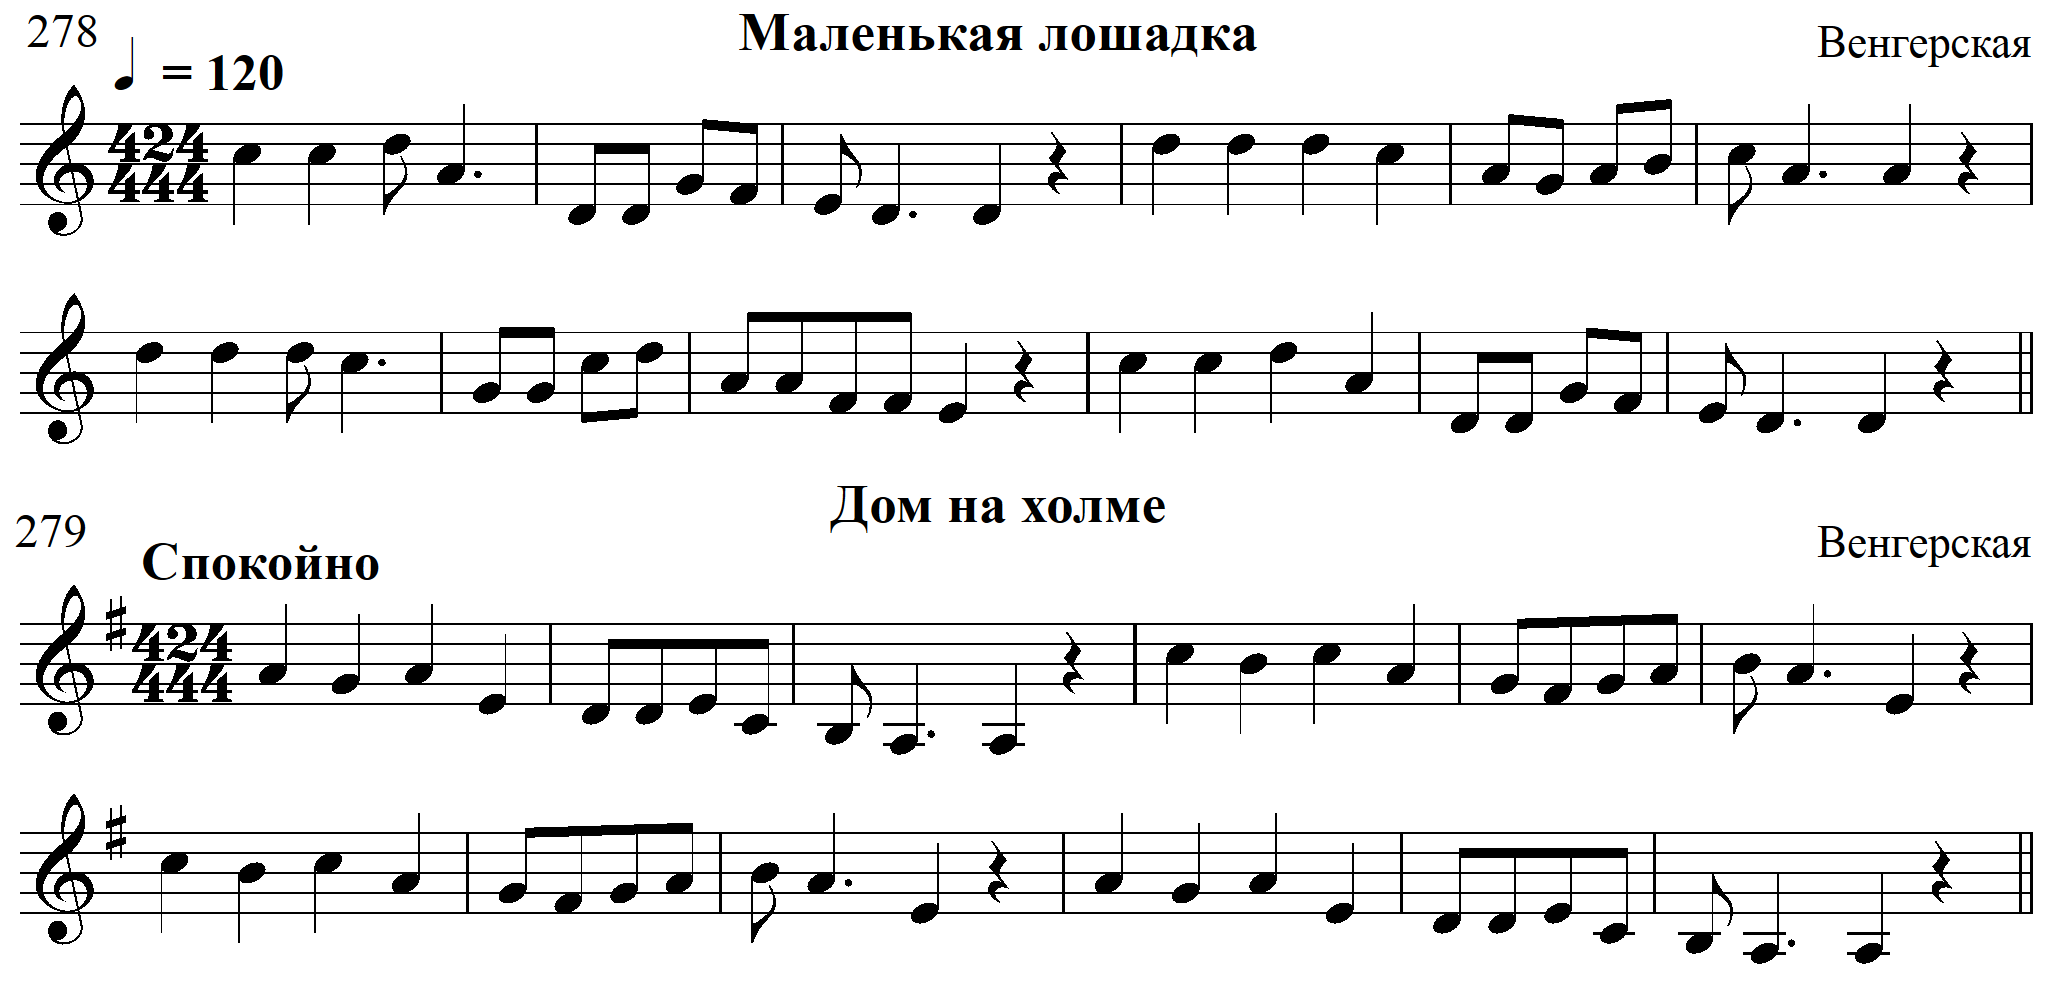 278
Маленькая лошадка
Венгерская
♩ = 120
424
444
Дом на холме
279
Венгерская
Спокойно
424
444